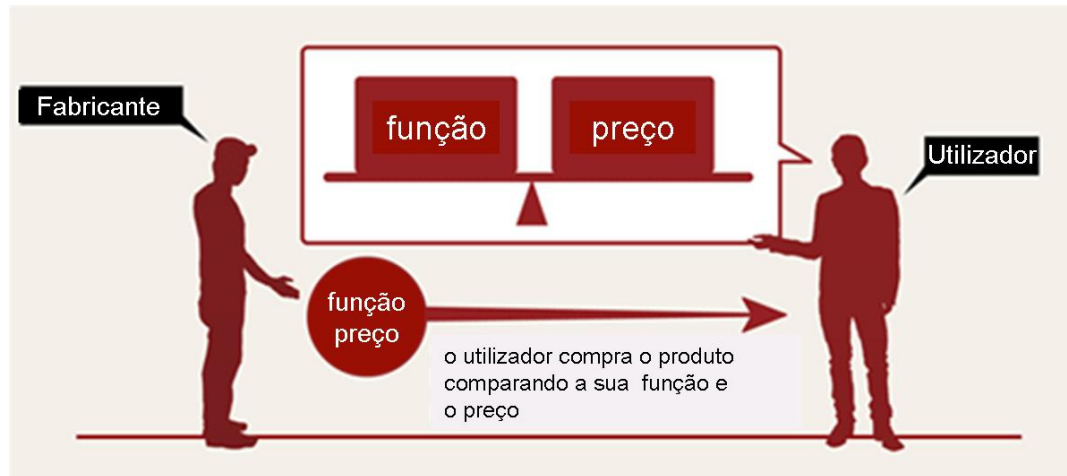 Fabricante
função
preço
Utilizador
função
preço
o utilizador compra o produto
comparando a sua função e
o preço